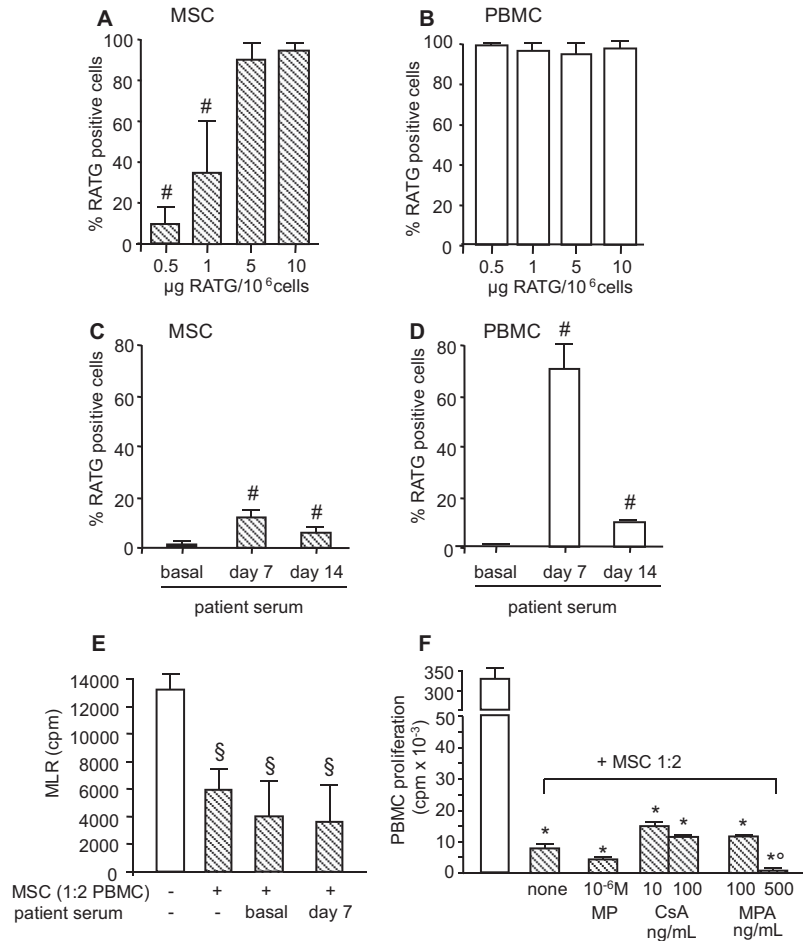 A MSC
% RATG positive cells
100
80
60
40
20
0
#
#
0.5 1 5 10
µg RATG/10⁶cells
B PBMC
% RATG positive cells
100
80
60
40
20
0
0.5 1 5 10
µg RATG/10⁶cells
C MSC
% RATG positive cells
80
60
40
20
0
#
#
basal day 7 day 14
patient serum
D PBMC
% RATG positive cells
80
60
40
20
0
#
#
basal day 7 day 14
patient serum
E
MLR (cpm)
14000
12000
10000
8000
6000
4000
2000
0
§
§
§
MSC (1:2 PBMC) - + + +
patient serum - - basal day 7
F
PBMC proliferation
(cpm x 10⁻³)
350
300
50
40
30
20
10
0
+ MSC 1:2
*
*
*
*
*
*°
none 10⁻⁶M 10 100 100 500
MP CsA MPA
ng/mL ng/mL